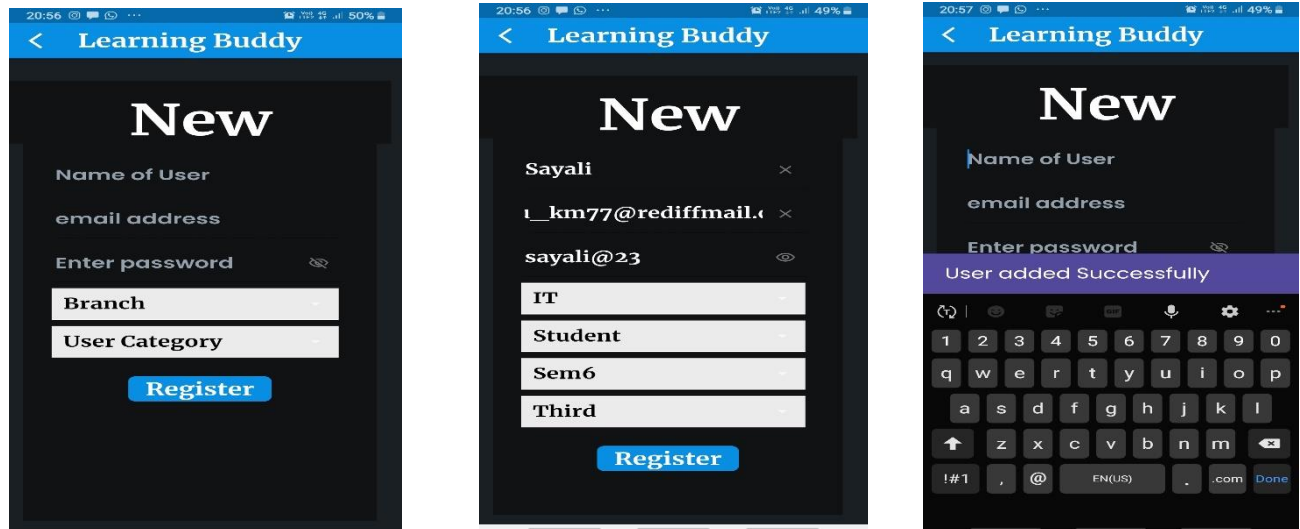 20:56 ... 50%
Learning Buddy
New
Name of User
email address
Enter password
Branch
User Category
Register
20:56 ... 49%
Learning Buddy
New
Sayali
ı_km77@rediffmail.
sayali@23
IT
Student
Sem6
Third
Register
20:57 ... 49%
Learning Buddy
New
Name of User
email address
Enter password
User added Successfully
1 2 3 4 5 6 7 8 9 0
q w e r t y u i o p
a s d f g h j k l
z x c v b n m
!#1 , @ EN(US) . .com Done